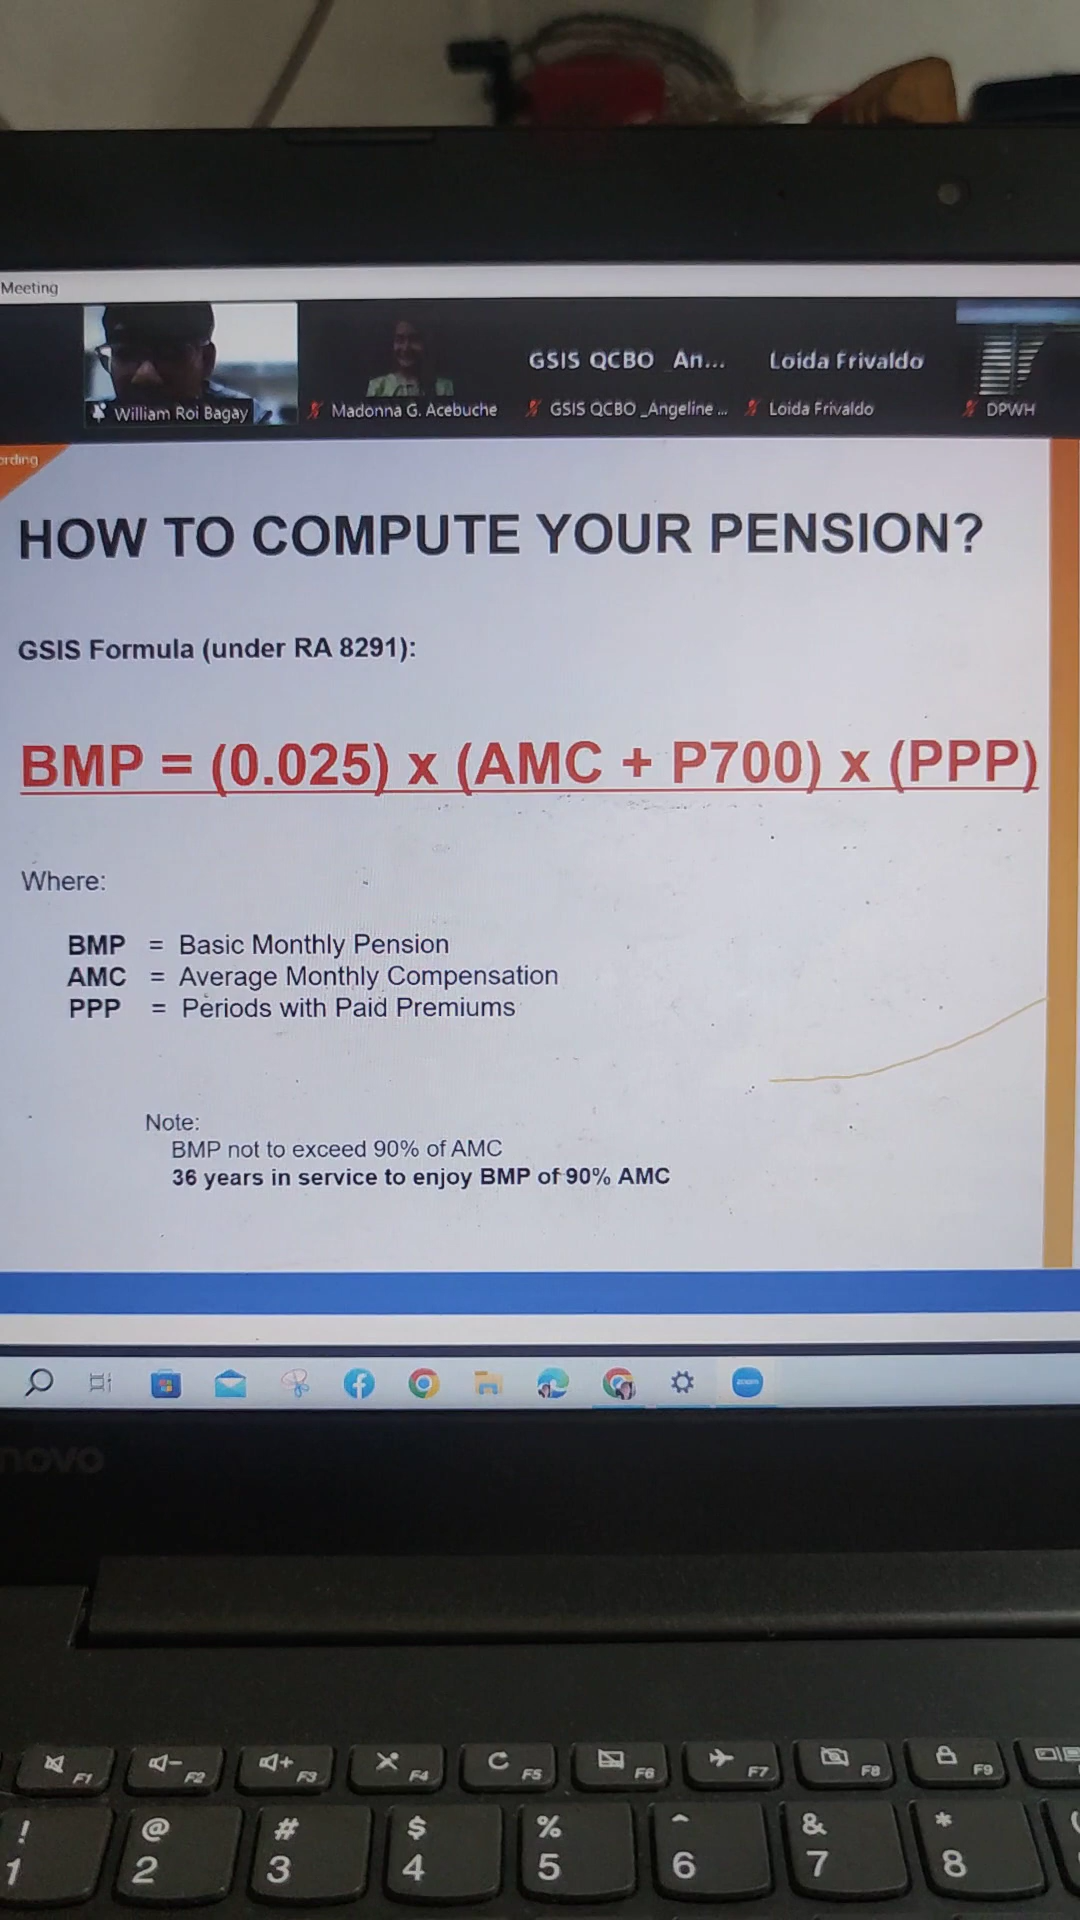 Meeting
GSIS QCBO An...
Loida Frivaldo
William Roi Bagay
Madonna G. Acebuche
GSIS QCBO _Angeline ...
Loida Frivaldo
DPWH
ording
HOW TO COMPUTE YOUR PENSION?
GSIS Formula (under RA 8291):
BMP = (0.025) x (AMC + P700) x (PPP)
Where:
BMP = Basic Monthly Pension
AMC = Average Monthly Compensation
PPP = Periods with Paid Premiums
Note:
BMP not to exceed 90% of AMC
36 years in service to enjoy BMP of 90% AMC
zoom
novo
F1 F2 F3 F4 F5 F6 F7 F8 F9
! @ # $ % ^ & * (
1 2 3 4 5 6 7 8